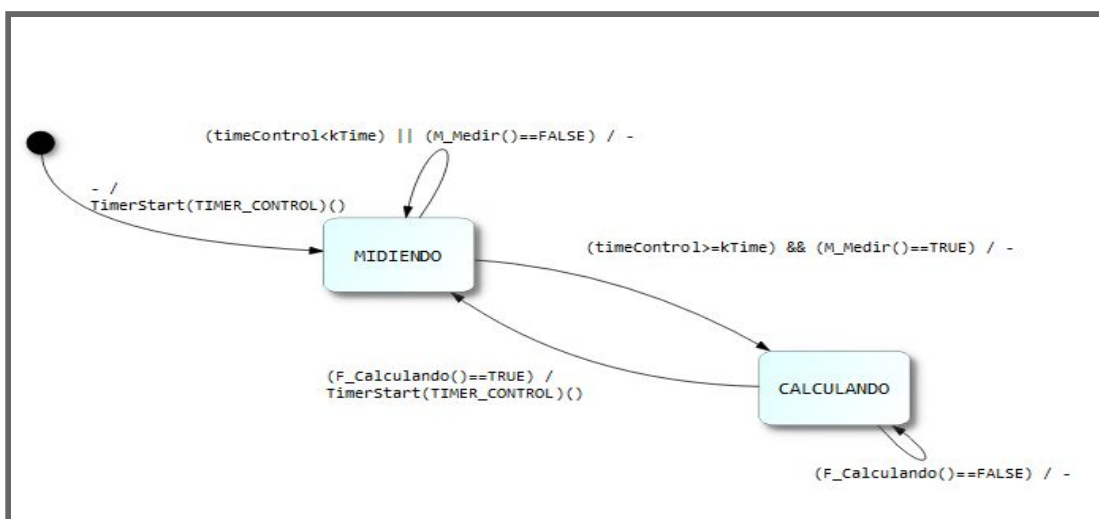 (timeControl<kTime) || (M_Medir()==FALSE) / -
- /
TimerStart(TIMER_CONTROL)()
MIDIENDO
(timeControl>=kTime) && (M_Medir()==TRUE) / -
(F_Calculando()==TRUE) /
TimerStart(TIMER_CONTROL)()
CALCULANDO
(F_Calculando()==FALSE) / -